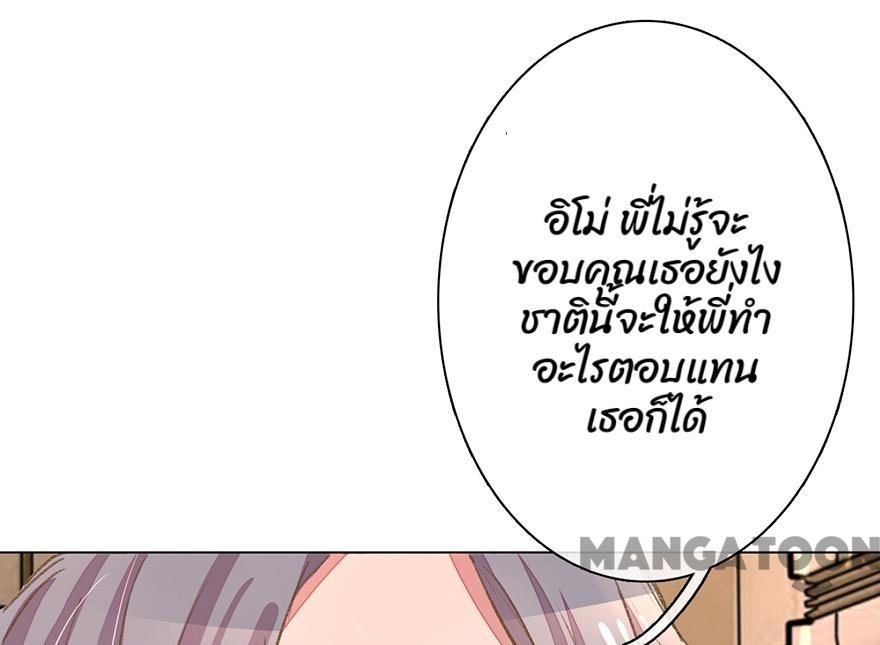 อิโม่ พี่ไม่รู้จะ
ขอบคุณเธอยังไง
ชาตินี้จะให้พี่ทำ
อะไรตอบแทน
เธอก็ได้
MANGATOON